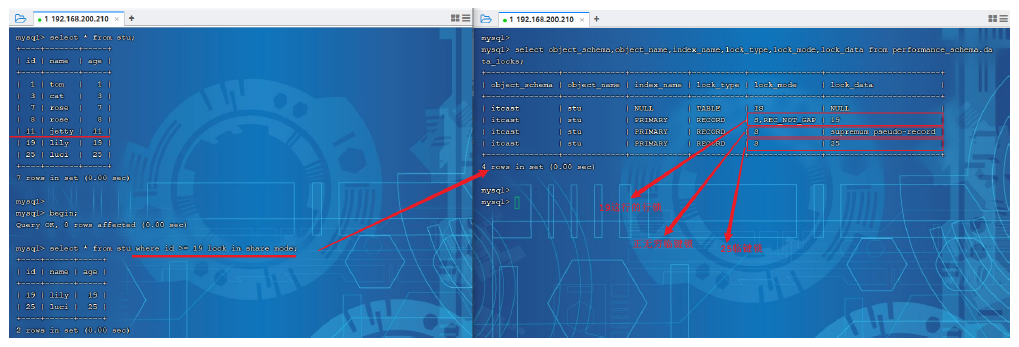 1 192.168.200.210 × +
mysql> select * from stu;
+----+-------+-----+
| id | name | age |
+----+-------+-----+
| 1 | tom | 1 |
| 3 | cat | 3 |
| 7 | rose | 7 |
| 8 | rose | 8 |
| 11 | jetty | 11 |
| 19 | lily | 19 |
| 25 | luci | 25 |
+----+-------+-----+
7 rows in set (0.00 sec)
mysql>
mysql> begin;
Query OK, 0 rows affected (0.00 sec)
mysql> select * from stu where id >= 19 lock in share mode;
+----+------+-----+
| id | name | age |
+----+------+-----+
| 19 | lily | 19 |
| 25 | luci | 25 |
+----+------+-----+
2 rows in set (0.00 sec)
1 192.168.200.210 × +
mysql>
mysql> select object_schema,object_name,index_name,lock_type,lock_mode,lock_data from performance_schema.da
ta_locks;
+---------------+-------------+------------+-----------+---------------+------------------------+
| object_schema | object_name | index_name | lock_type | lock_mode | lock_data |
+---------------+-------------+------------+-----------+---------------+------------------------+
| itcast | stu | NULL | TABLE | IS | NULL |
| itcast | stu | PRIMARY | RECORD | S,REC_NOT_GAP | 19 |
| itcast | stu | PRIMARY | RECORD | S | supremum pseudo-record |
| itcast | stu | PRIMARY | RECORD | S | 25 |
+---------------+-------------+------------+-----------+---------------+------------------------+
4 rows in set (0.00 sec)
mysql>
mysql>